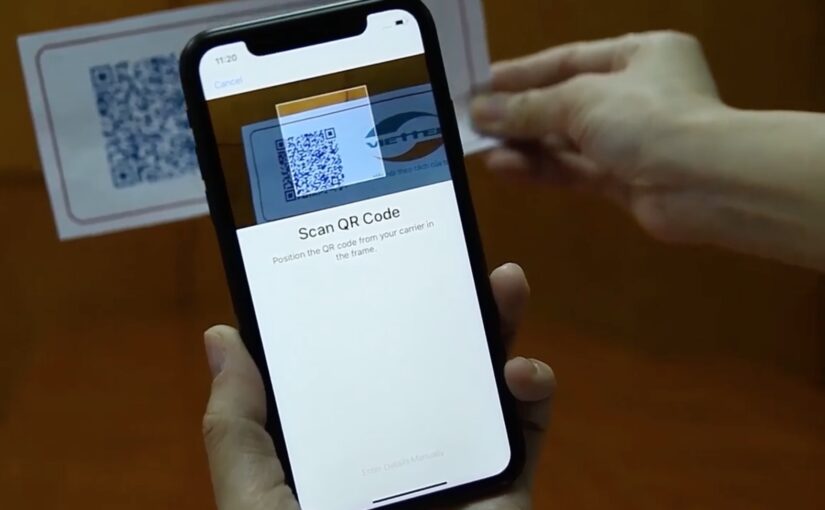 11:20
Cancel
VIETTEL
Scan QR Code
Position the QR code from your carrier in
the frame.
Enter Details Manually